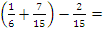 (1/6 + 7/15) − 2/15 =